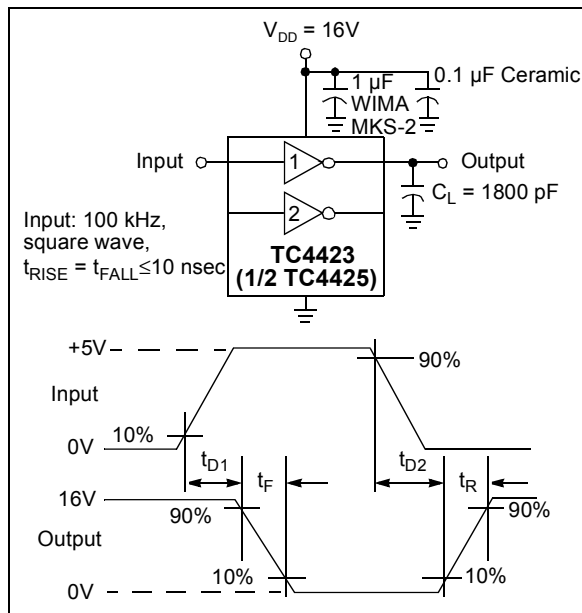 V_DD = 16V
1 µF
WIMA
MKS-2
0.1 µF Ceramic
Input
1
Output
C_L = 1800 pF
2
Input: 100 kHz,
square wave,
t_RISE = t_FALL≤10 nsec
TC4423
(1/2 TC4425)
+5V
90%
Input
10%
0V
t_D1
t_F
t_D2
t_R
16V
90%
90%
Output
10%
10%
0V